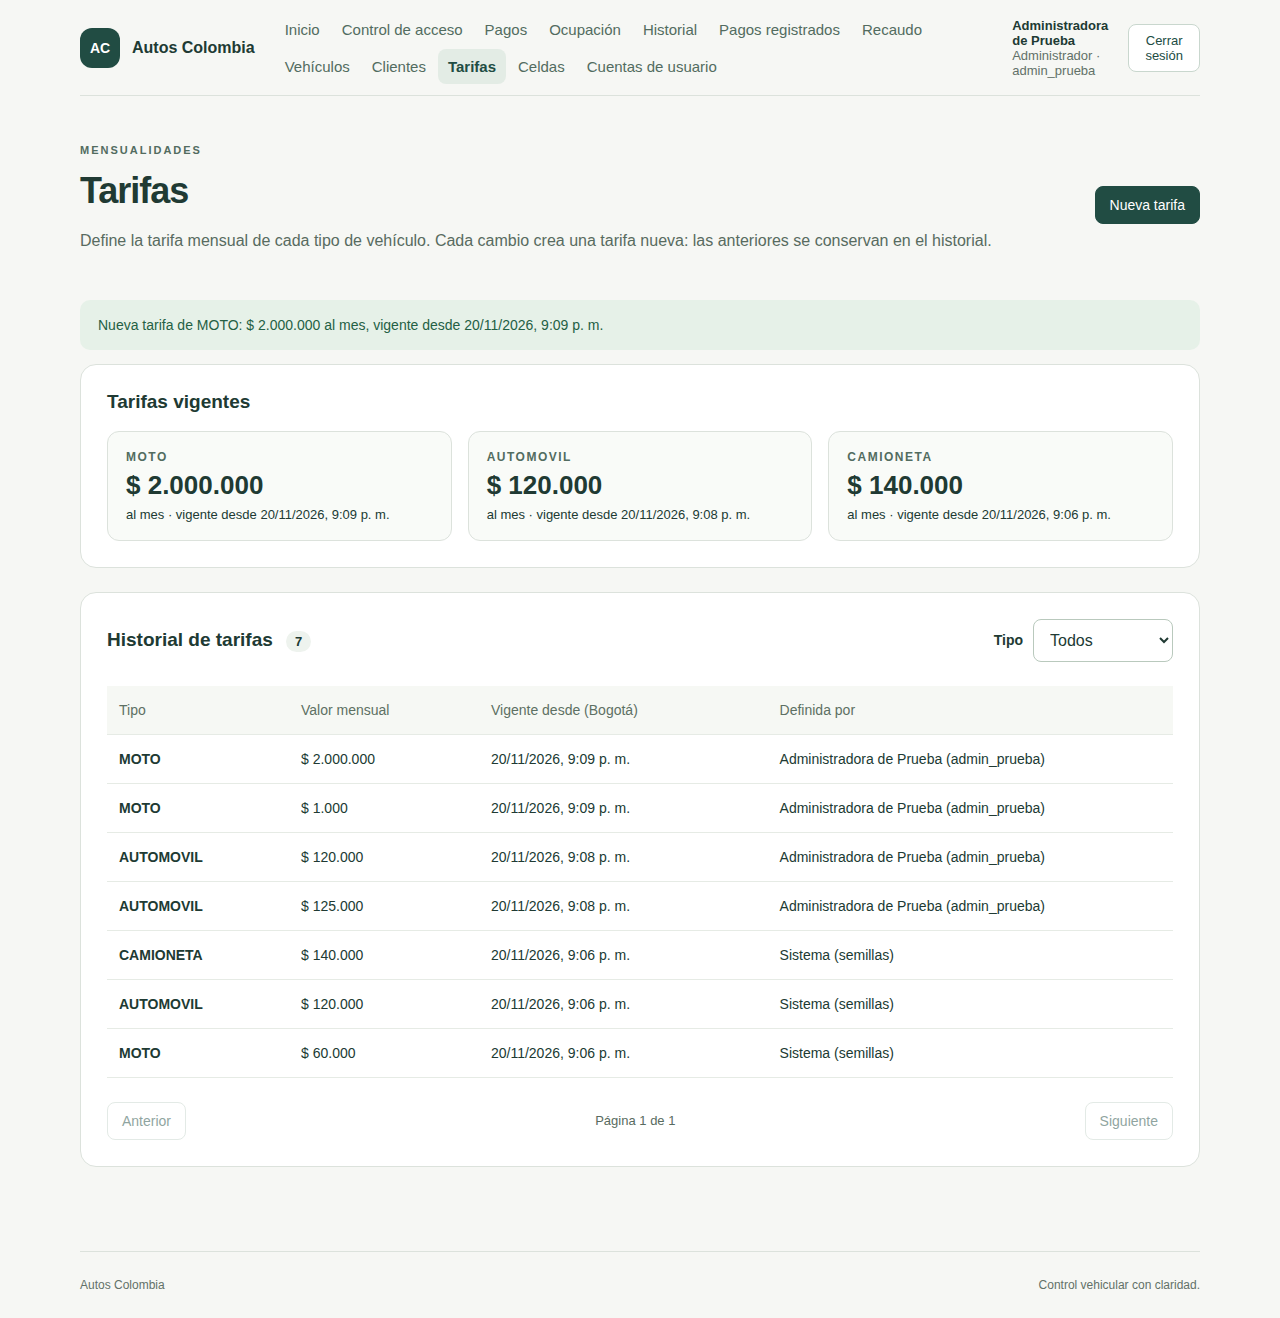 AC Autos Colombia
Inicio Control de acceso Pagos Ocupación Historial Pagos registrados Recaudo
Vehículos Clientes Tarifas Celdas Cuentas de usuario
Administradora
de Prueba
Administrador ·
admin_prueba
Cerrar
sesión
MENSUALIDADES
Tarifas
Nueva tarifa
Define la tarifa mensual de cada tipo de vehículo. Cada cambio crea una tarifa nueva: las anteriores se conservan en el historial.
Nueva tarifa de MOTO: $ 2.000.000 al mes, vigente desde 20/11/2026, 9:09 p. m.
Tarifas vigentes
MOTO
$ 2.000.000
al mes · vigente desde 20/11/2026, 9:09 p. m.
AUTOMOVIL
$ 120.000
al mes · vigente desde 20/11/2026, 9:08 p. m.
CAMIONETA
$ 140.000
al mes · vigente desde 20/11/2026, 9:06 p. m.
Historial de tarifas 7
Tipo Todos
Tipo Valor mensual Vigente desde (Bogotá) Definida por
MOTO $ 2.000.000 20/11/2026, 9:09 p. m. Administradora de Prueba (admin_prueba)
MOTO $ 1.000 20/11/2026, 9:09 p. m. Administradora de Prueba (admin_prueba)
AUTOMOVIL $ 120.000 20/11/2026, 9:08 p. m. Administradora de Prueba (admin_prueba)
AUTOMOVIL $ 125.000 20/11/2026, 9:08 p. m. Administradora de Prueba (admin_prueba)
CAMIONETA $ 140.000 20/11/2026, 9:06 p. m. Sistema (semillas)
AUTOMOVIL $ 120.000 20/11/2026, 9:06 p. m. Sistema (semillas)
MOTO $ 60.000 20/11/2026, 9:06 p. m. Sistema (semillas)
Anterior Página 1 de 1 Siguiente
Autos Colombia Control vehicular con claridad.